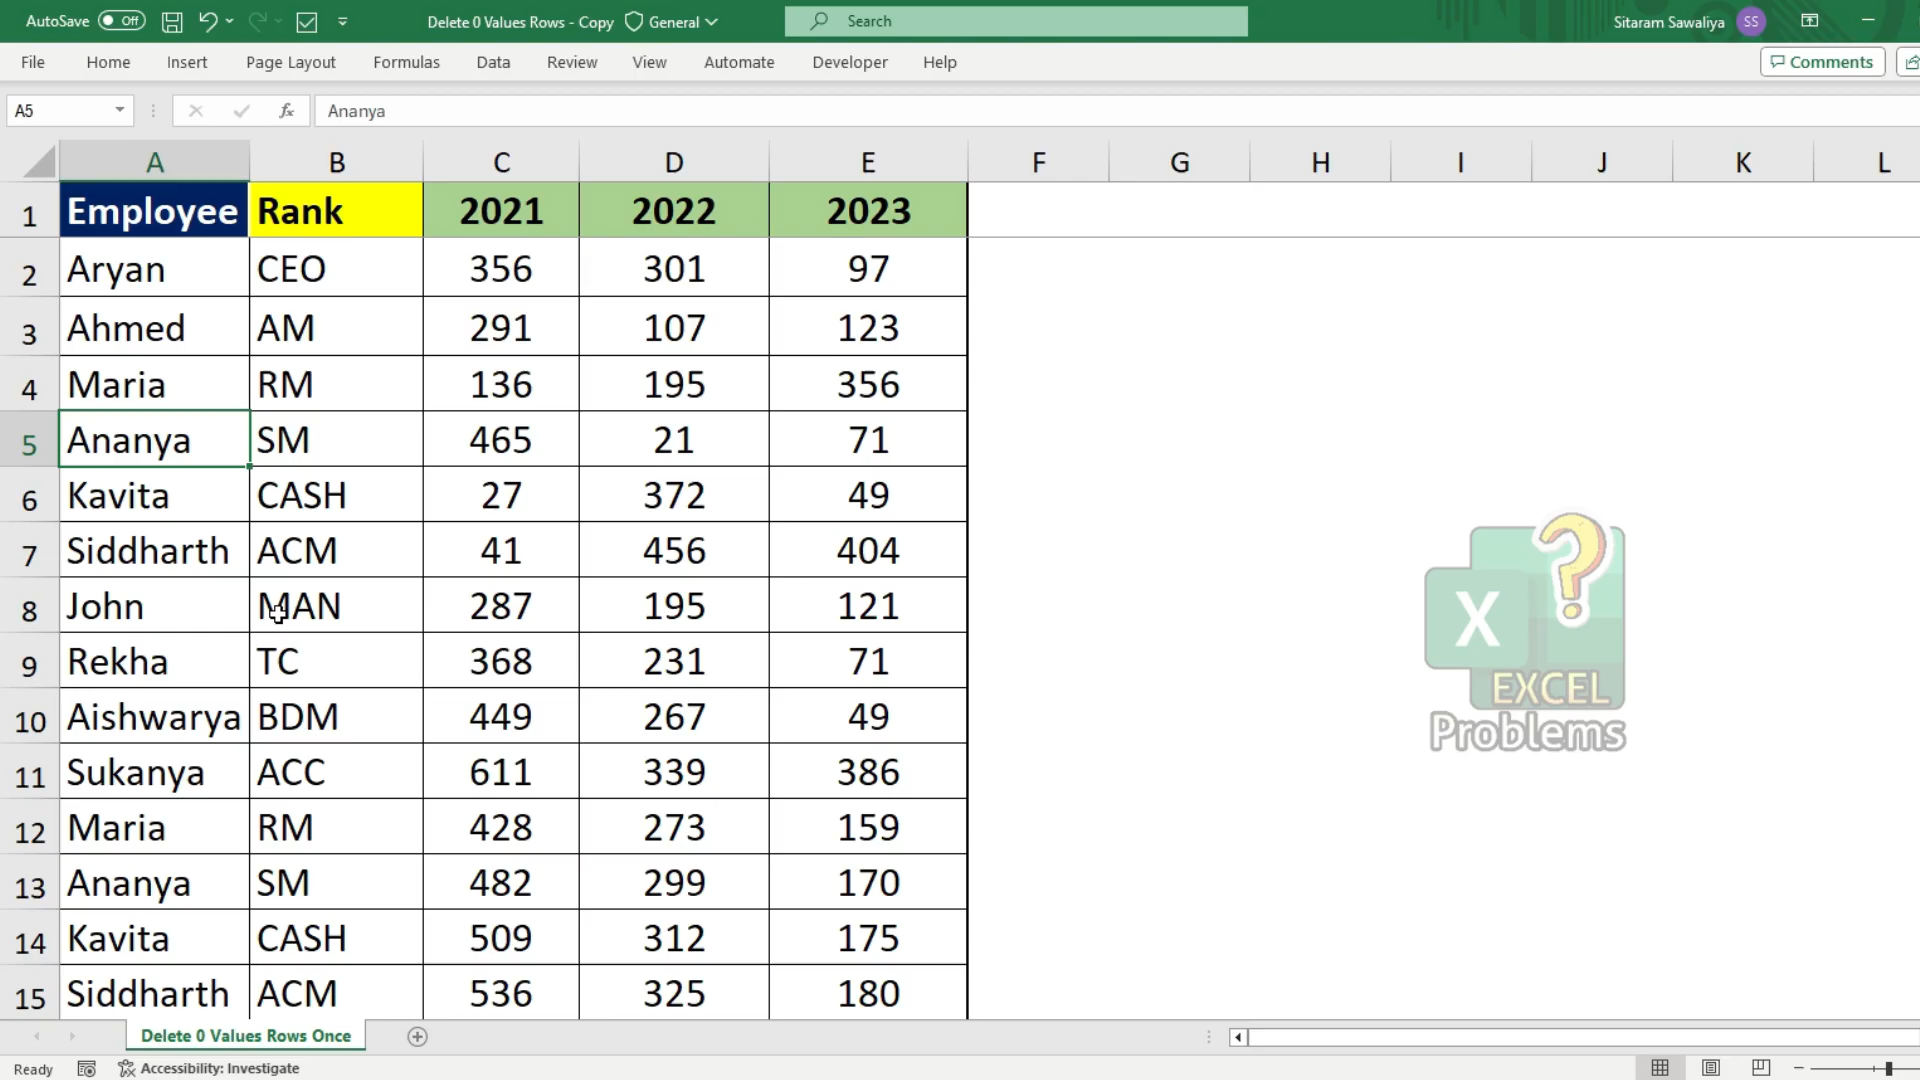 AutoSave Off Delete 0 Values Rows - Copy General Search Sitaram Sawaliya SS
File Home Insert Page Layout Formulas Data Review View Automate Developer Help Comments
A5 fx Ananya
A B C D E F G H I J K L
1 Employee Rank 2021 2022 2023
2 Aryan CEO 356 301 97
3 Ahmed AM 291 107 123
4 Maria RM 136 195 356
5 Ananya SM 465 21 71
6 Kavita CASH 27 372 49
7 Siddharth ACM 41 456 404
8 John MAN 287 195 121
9 Rekha TC 368 231 71
10 Aishwarya BDM 449 267 49
11 Sukanya ACC 611 339 386
12 Maria RM 428 273 159
13 Ananya SM 482 299 170
14 Kavita CASH 509 312 175
15 Siddharth ACM 536 325 180
X ? EXCEL
Problems
Delete 0 Values Rows Once
Ready Accessibility: Investigate